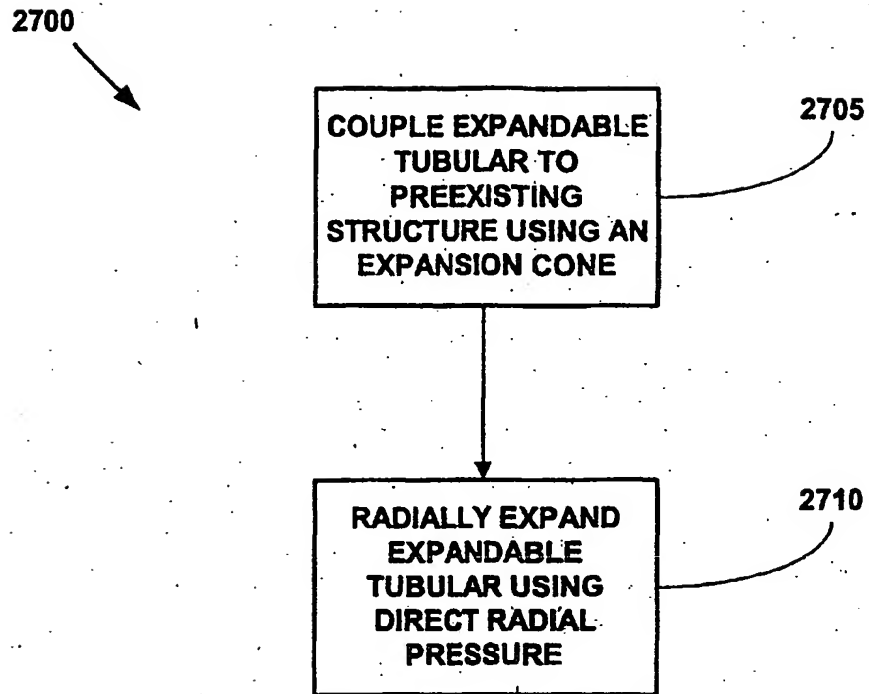 2700
COUPLE EXPANDABLE
TUBULAR TO
PREEXISTING
STRUCTURE USING AN
EXPANSION CONE
2705
RADIALLY EXPAND
EXPANDABLE
TUBULAR USING
DIRECT RADIAL
PRESSURE
2710